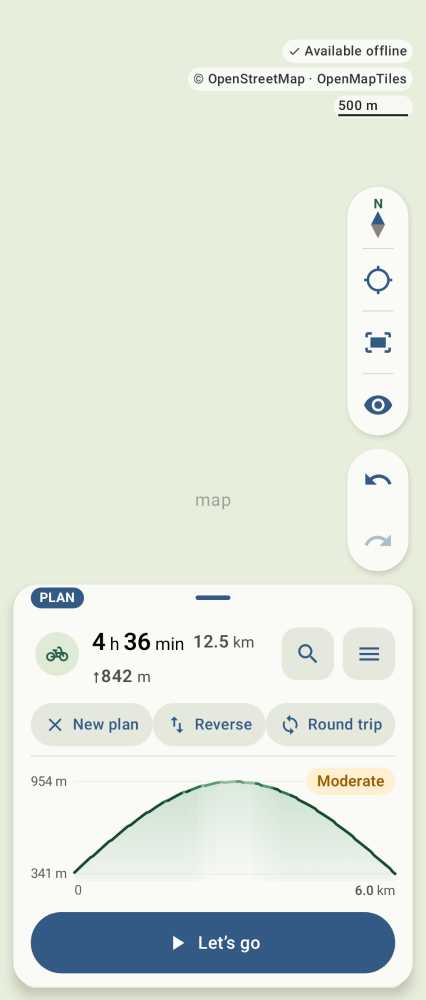 ✓ Available offline
© OpenStreetMap · OpenMapTiles
500 m
N
map
PLAN
4 h 36 min 12.5 km
↑842 m
New plan
Reverse
Round trip
954 m
Moderate
341 m
0
6.0 km
Let’s go